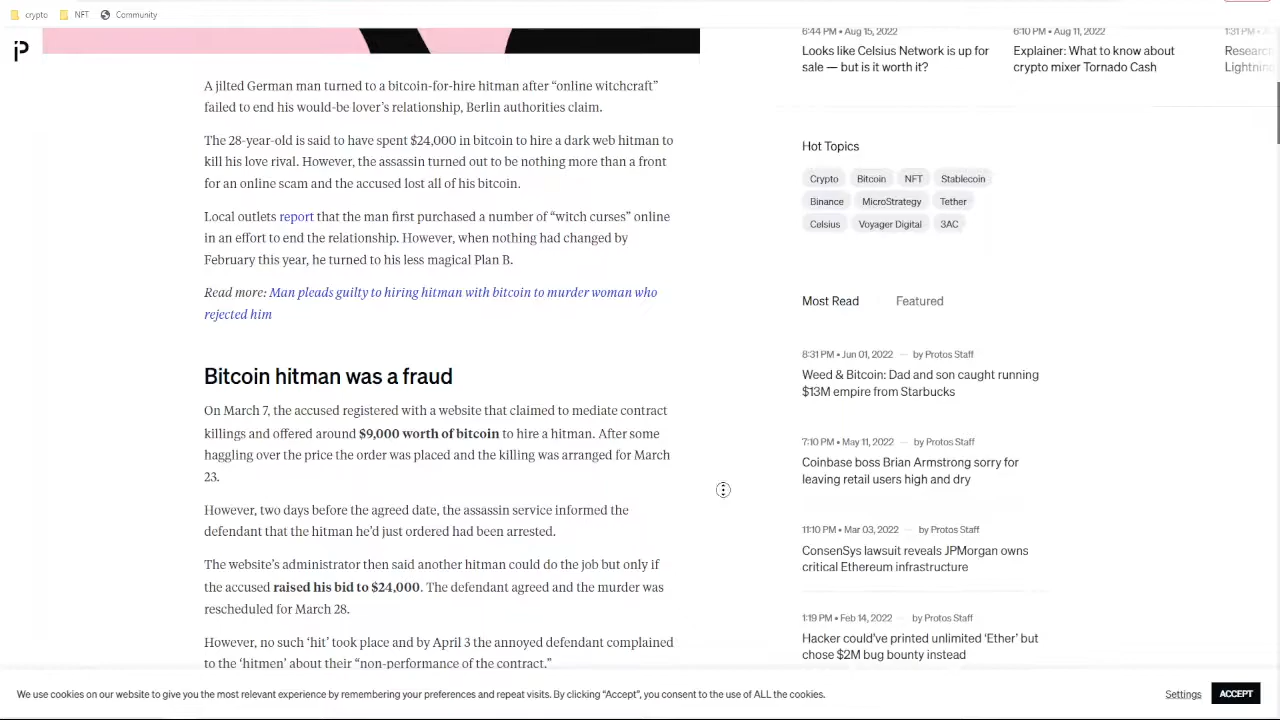 crypto NFT Community
iP
A jilted German man turned to a bitcoin-for-hire hitman after “online witchcraft”
failed to end his would-be lover’s relationship, Berlin authorities claim.
The 28-year-old is said to have spent $24,000 in bitcoin to hire a dark web hitman to
kill his love rival. However, the assassin turned out to be nothing more than a front
for an online scam and the accused lost all of his bitcoin.
Local outlets report that the man first purchased a number of “witch curses” online
in an effort to end the relationship. However, when nothing had changed by
February this year, he turned to his less magical Plan B.
Read more: Man pleads guilty to hiring hitman with bitcoin to murder woman who
rejected him
Bitcoin hitman was a fraud
On March 7, the accused registered with a website that claimed to mediate contract
killings and offered around $9,000 worth of bitcoin to hire a hitman. After some
haggling over the price the order was placed and the killing was arranged for March
23.
However, two days before the agreed date, the assassin service informed the
defendant that the hitman he’d just ordered had been arrested.
The website’s administrator then said another hitman could do the job but only if
the accused raised his bid to $24,000. The defendant agreed and the murder was
rescheduled for March 28.
However, no such ‘hit’ took place and by April 3 the annoyed defendant complained
to the ‘hitmen’ about their “non-performance of the contract.”
6:44 PM • Aug 15, 2022
Looks like Celsius Network is up for
sale — but is it worth it?
6:10 PM • Aug 11, 2022
Explainer: What to know about
crypto mixer Tornado Cash
1:31 PM •
Research
Lightnin
Hot Topics
Crypto Bitcoin NFT Stablecoin
Binance MicroStrategy Tether
Celsius Voyager Digital 3AC
Most Read Featured
8:31 PM • Jun 01, 2022 — by Protos Staff
Weed & Bitcoin: Dad and son caught running
$13M empire from Starbucks
7:10 PM • May 11, 2022 — by Protos Staff
Coinbase boss Brian Armstrong sorry for
leaving retail users high and dry
11:10 PM • Mar 03, 2022 — by Protos Staff
ConsenSys lawsuit reveals JPMorgan owns
critical Ethereum infrastructure
1:19 PM • Feb 14, 2022 — by Protos Staff
Hacker could’ve printed unlimited ‘Ether’ but
chose $2M bug bounty instead
We use cookies on our website to give you the most relevant experience by remembering your preferences and repeat visits. By clicking “Accept”, you consent to the use of ALL the cookies.
Settings ACCEPT